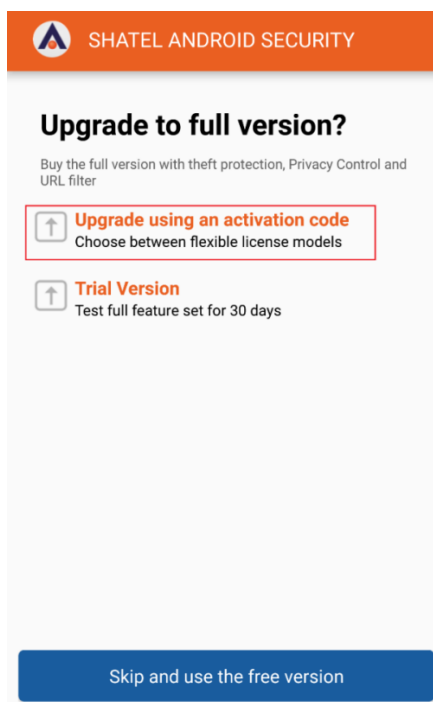 SHATEL ANDROID SECURITY
Upgrade to full version?
Buy the full version with theft protection, Privacy Control and
URL filter
Upgrade using an activation code
Choose between flexible license models
Trial Version
Test full feature set for 30 days
Skip and use the free version